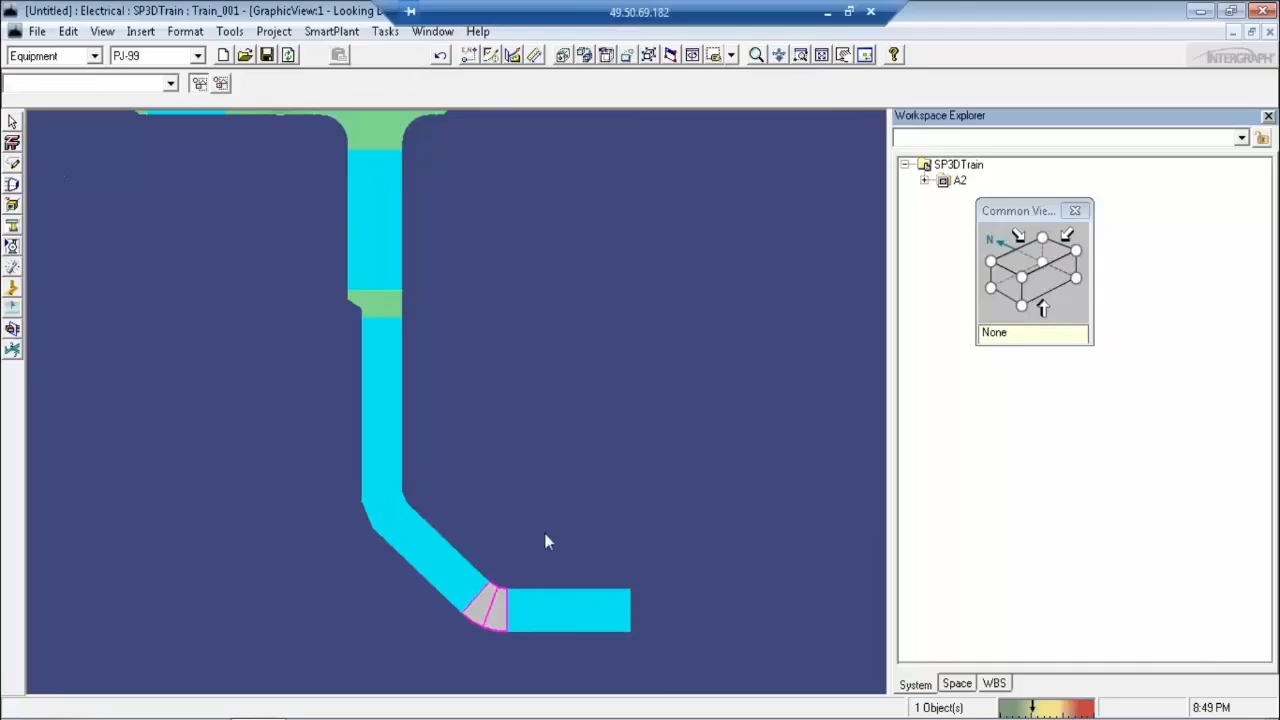 [Untitled] : Electrical : SP3DTrain : Train_001 - [GraphicView:1 - Looking D
49.50.69.182
File Edit View Insert Format Tools Project SmartPlant Tasks Window Help
Equipment PJ-99
INTERGRAPH
Workspace Explorer
SP3DTrain
A2
Common Vie...
N
None
System Space WBS
1 Object(s) 8:49 PM